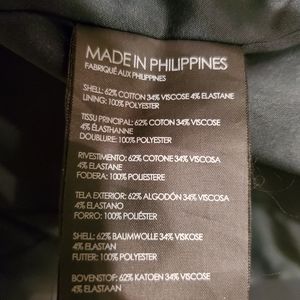 MADE IN PHILIPPINES
FABRIQUÉ AUX PHILIPPINES
SHELL: 62% COTTON 34% VISCOSE 4% ELASTANE
LINING: 100% POLYESTER
TISSU PRINCIPAL: 62% COTON 34% VISCOSE
4% ÉLASTHANNE
DOUBLURE: 100% POLYESTER
RIVESTIMENTO: 62% COTONE 34% VISCOSA
4% ELASTANE
FODERA: 100% POLIESTERE
TELA EXTERIOR: 62% ALGODÓN 34% VISCOSA
4% ELASTANO
FORRO: 100% POLIÉSTER
SHELL: 62% BAUMWOLLE 34% VISKOSE
4% ELASTAN
FUTTER: 100% POLYESTER
BOVENSTOF: 62% KATOEN 34% VISCOSE
4% ELASTAAN